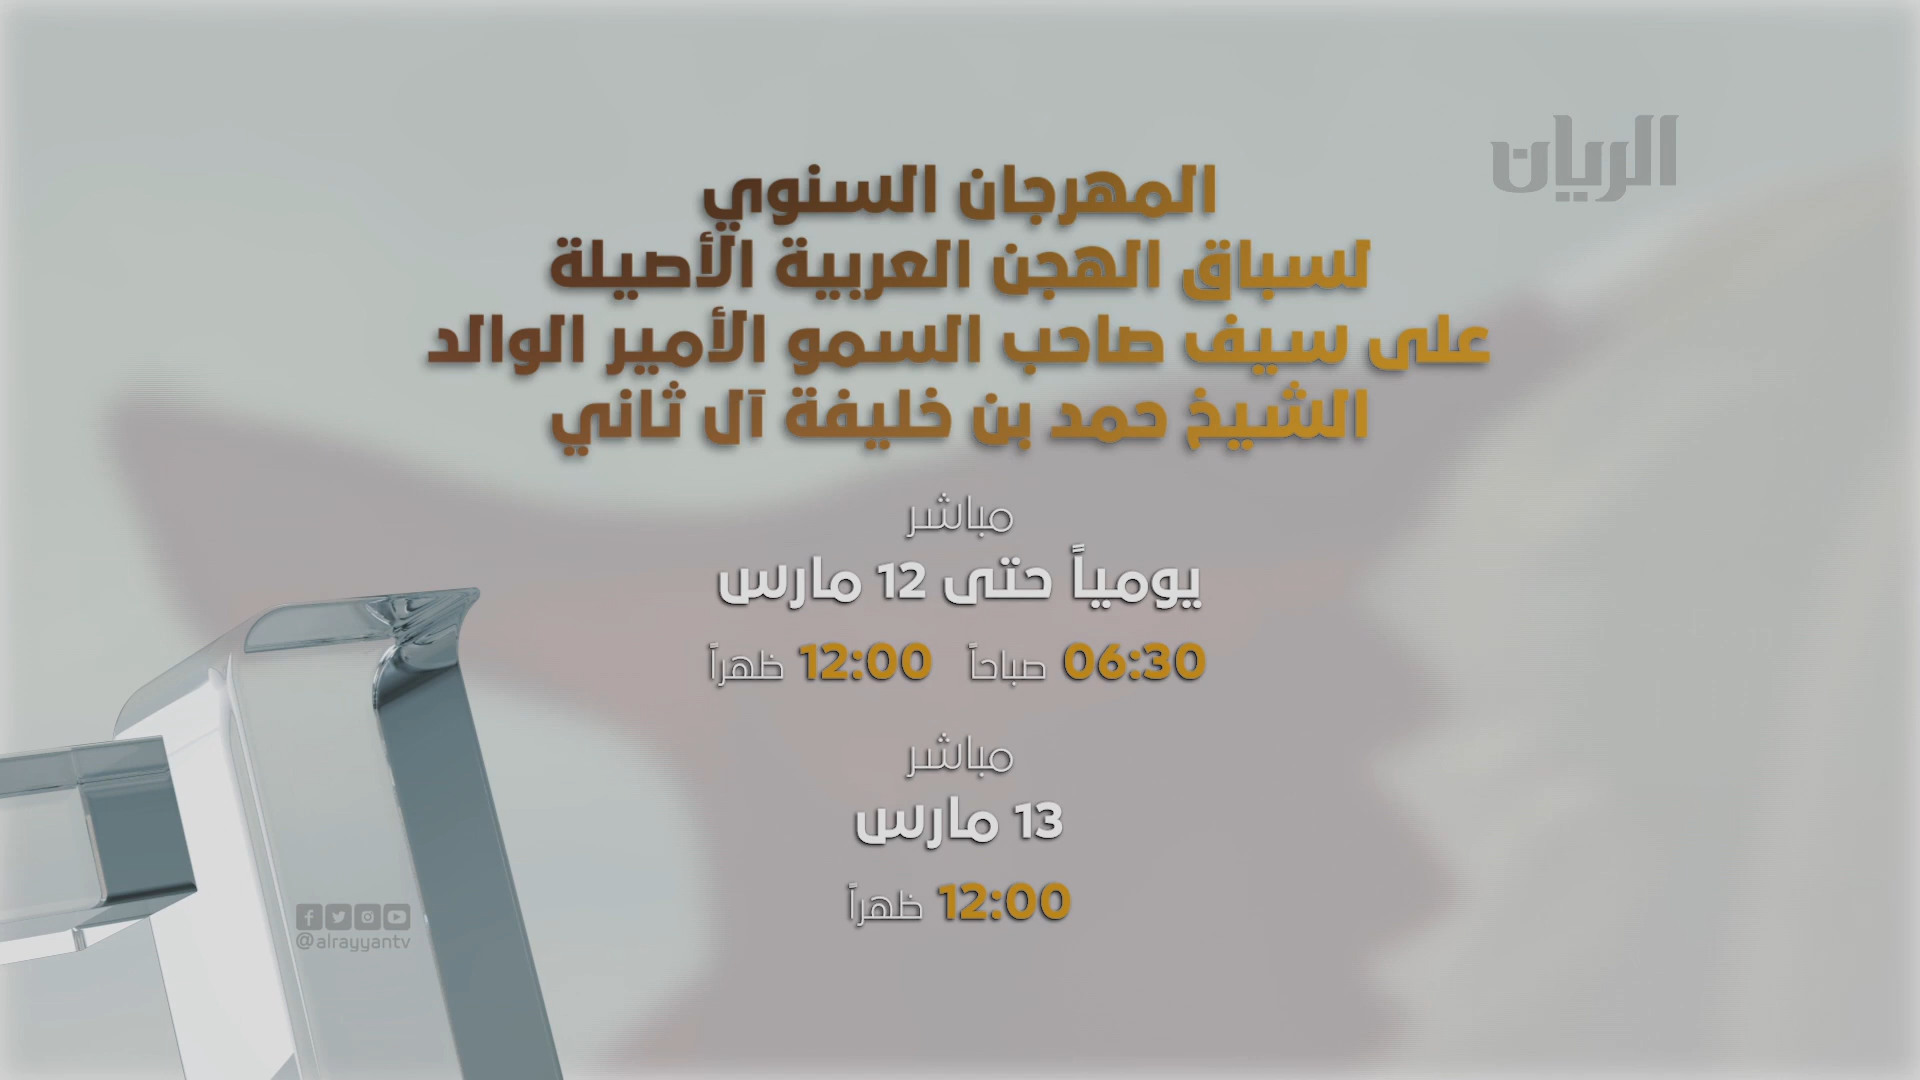 الريان
المهرجان السنوي
لسباق الهجن العربية الأصيلة
على سيف صاحب السمو الأمير الوالد
الشيخ حمد بن خليفة آل ثاني
مباشر
يومياً حتى 12 مارس
06:30 صباحاً 12:00 ظهراً
مباشر
13 مارس
12:00 ظهراً
@alrayyantv